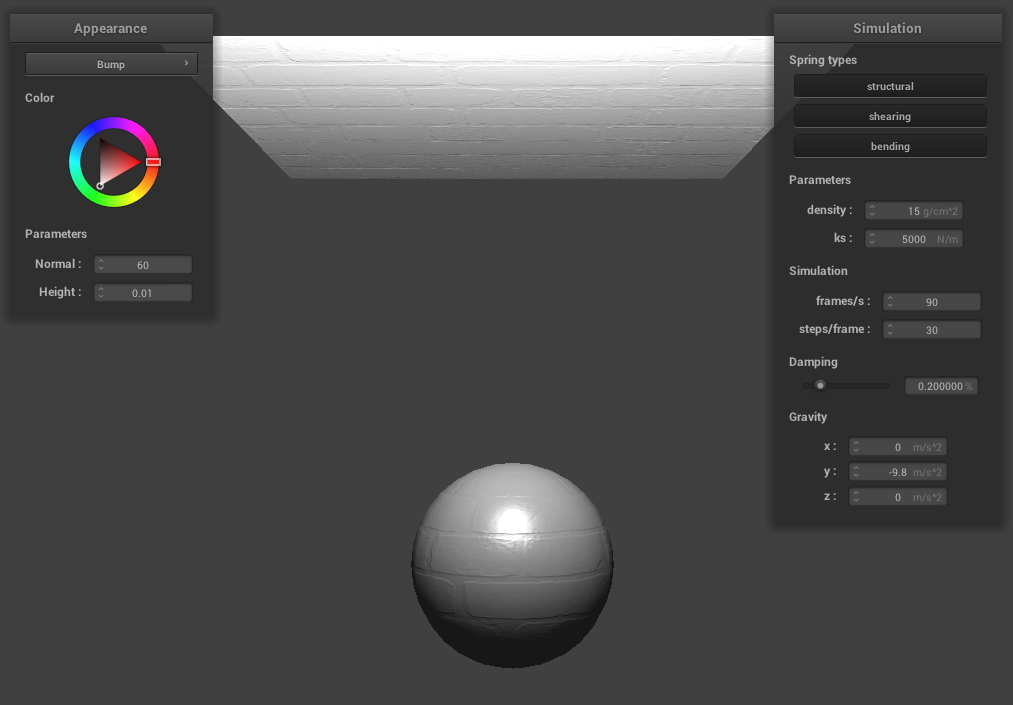 Appearance
Bump ›
Color
Parameters
Normal : 60
Height : 0.01
Simulation
Spring types
structural
shearing
bending
Parameters
density : 15 g/cm^2
ks : 5000 N/m
Simulation
frames/s : 90
steps/frame : 30
Damping
0.200000 %
Gravity
x : 0 m/s^2
y : -9.8 m/s^2
z : 0 m/s^2